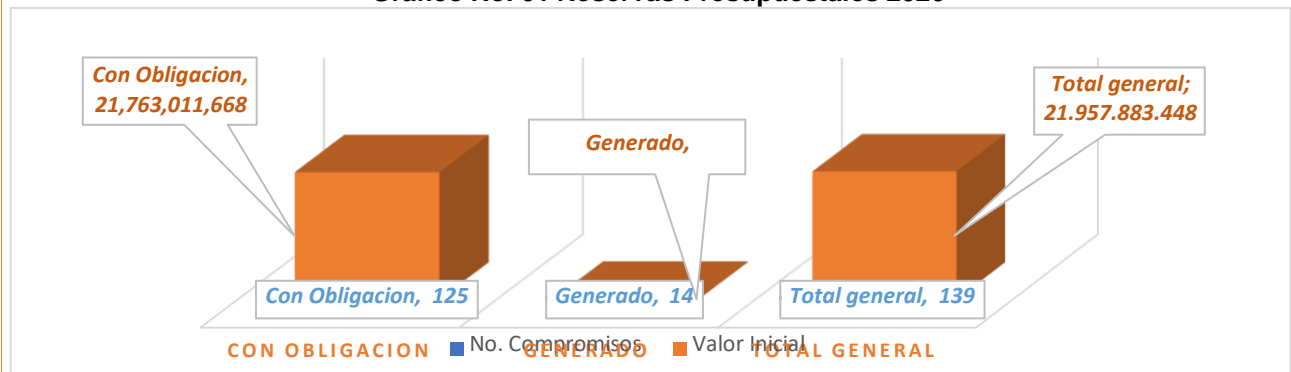 Con Obligacion,
21,763,011,668
Generado,
Total general;
21.957.883.448
Con Obligacion, 125
Generado, 14
Total general, 139
CON OBLIGACION
GENERADO
TOTAL GENERAL
No. Compromisos
Valor Inicial